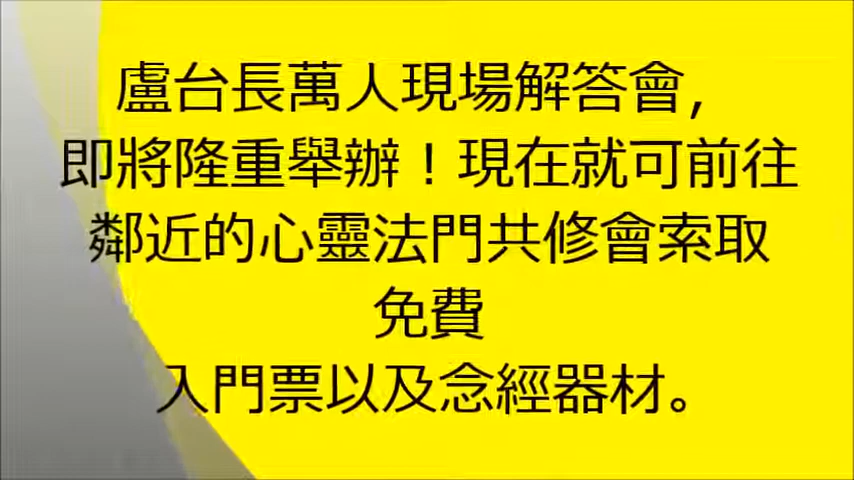 盧台長萬人現場解答會，
即將隆重舉辦！現在就可前往
鄰近的心靈法門共修會索取
免費
入門票以及念經器材。